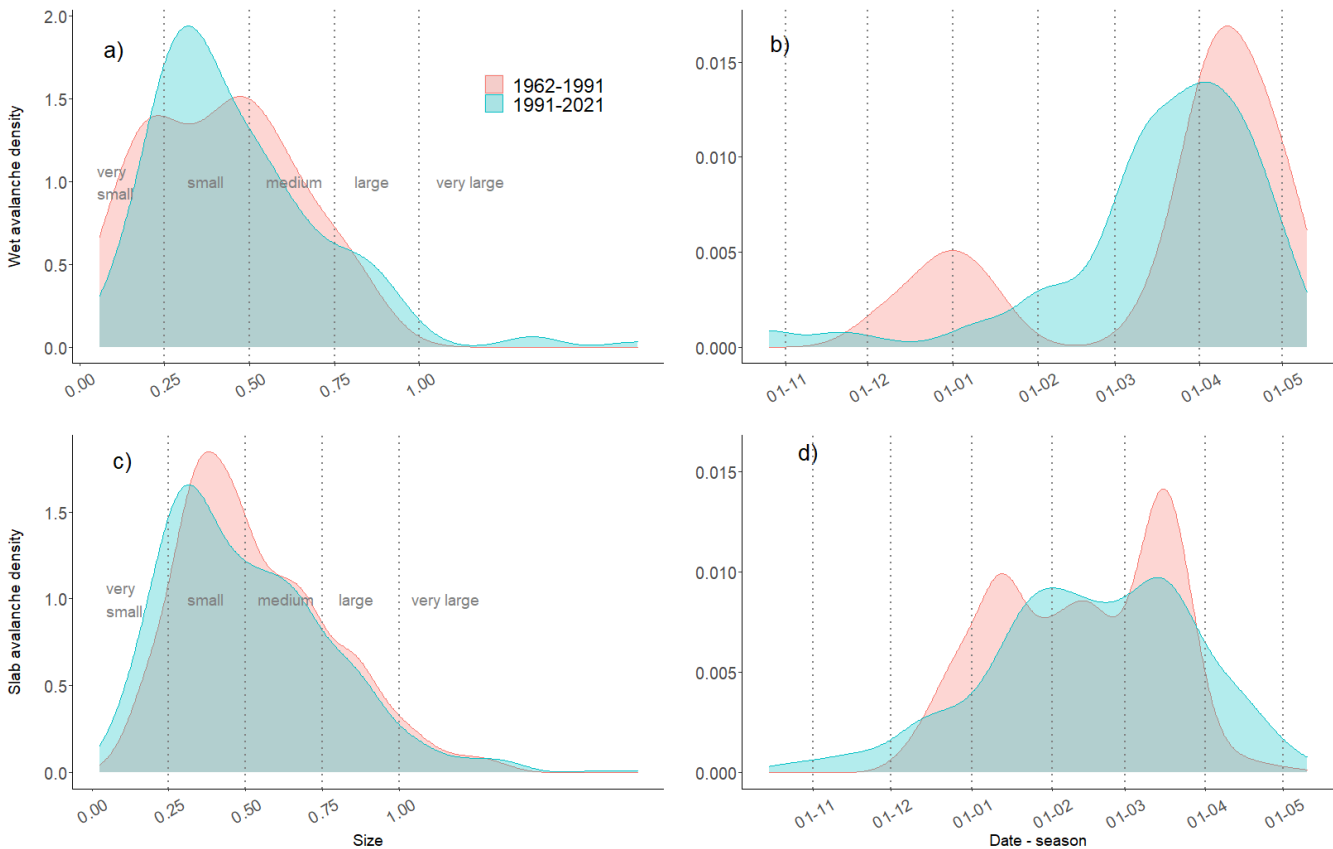 a)
1962-1991
1991-2021
Wet avalanche density
2.0
1.5
1.0
0.5
0.0
very
small
small
medium
large
very large
0.00
0.25
0.50
0.75
1.00
b)
0.015
0.010
0.005
0.000
01-11
01-12
01-01
01-02
01-03
01-04
01-05
c)
Slab avalanche density
1.5
1.0
0.5
0.0
very
small
small
medium
large
very large
0.00
0.25
0.50
0.75
1.00
Size
d)
0.015
0.010
0.005
0.000
01-11
01-12
01-01
01-02
01-03
01-04
01-05
Date - season